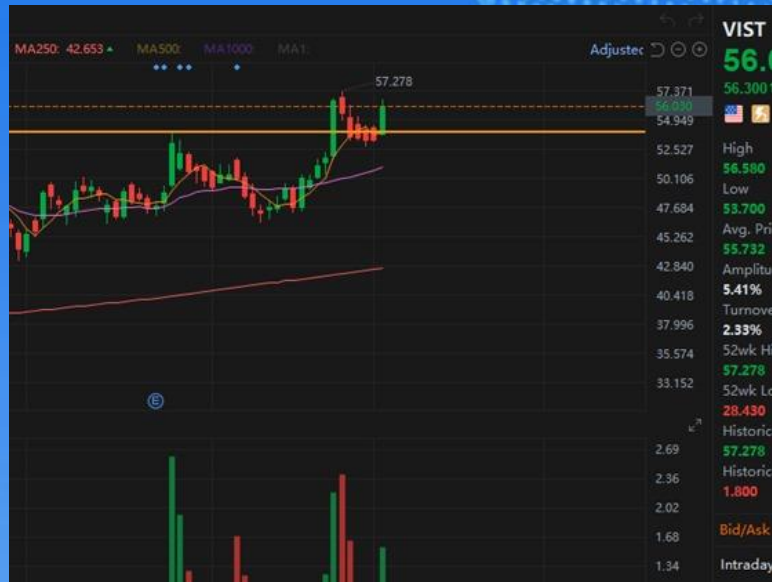 MA250: 42.653 MA500: MA1000: MA1:
Adjusted
57.278
57.371
56.030
54.949
52.527
50.106
47.684
45.262
42.840
40.418
37.996
35.574
33.152
E
2.69
2.36
2.02
1.68
1.34
VIST
56.0
56.3001
High
56.580
Low
53.700
Avg. Pri
55.732
Amplitu
5.41%
Turnove
2.33%
52wk Hi
57.278
52wk Lo
28.430
Historic
57.278
Historic
1.800
Bid/Ask
Intraday